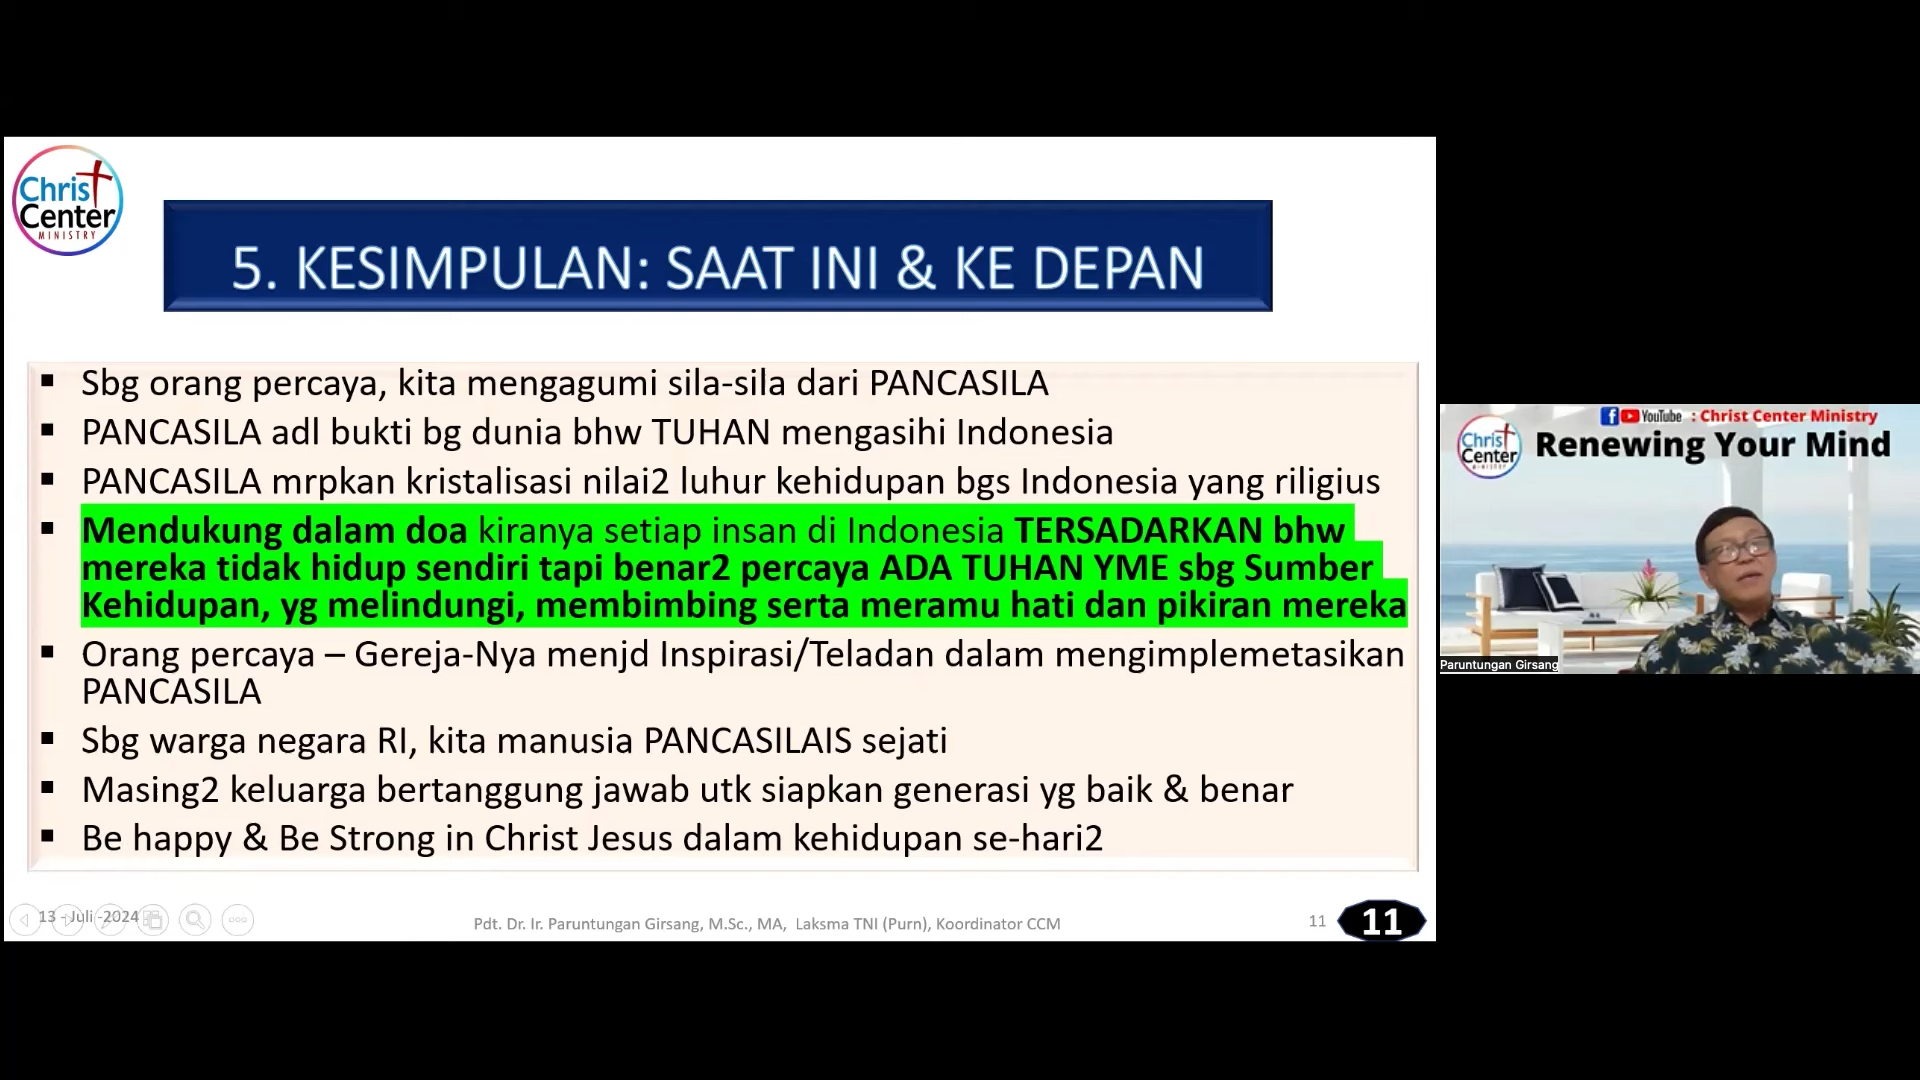 Christ
Center
MINISTRY
5. KESIMPULAN: SAAT INI & KE DEPAN
▪ Sbg orang percaya, kita mengagumi sila-sila dari PANCASILA
▪ PANCASILA adl bukti bg dunia bhw TUHAN mengasihi Indonesia
▪ PANCASILA mrpkan kristalisasi nilai2 luhur kehidupan bgs Indonesia yang riligius
▪ Mendukung dalam doa kiranya setiap insan di Indonesia TERSADARKAN bhw
mereka tidak hidup sendiri tapi benar2 percaya ADA TUHAN YME sbg Sumber
Kehidupan, yg melindungi, membimbing serta meramu hati dan pikiran mereka
▪ Orang percaya – Gereja-Nya menjd Inspirasi/Teladan dalam mengimplemetasikan
PANCASILA
▪ Sbg warga negara RI, kita manusia PANCASILAIS sejati
▪ Masing2 keluarga bertanggung jawab utk siapkan generasi yg baik & benar
▪ Be happy & Be Strong in Christ Jesus dalam kehidupan se-hari2
13 - Juli -2024
Pdt. Dr. Ir. Paruntungan Girsang, M.Sc., MA, Laksma TNI (Purn), Koordinator CCM
11
11
YouTube : Christ Center Ministry
Christ
Center
MINISTRY
Renewing Your Mind
Paruntungan Girsang